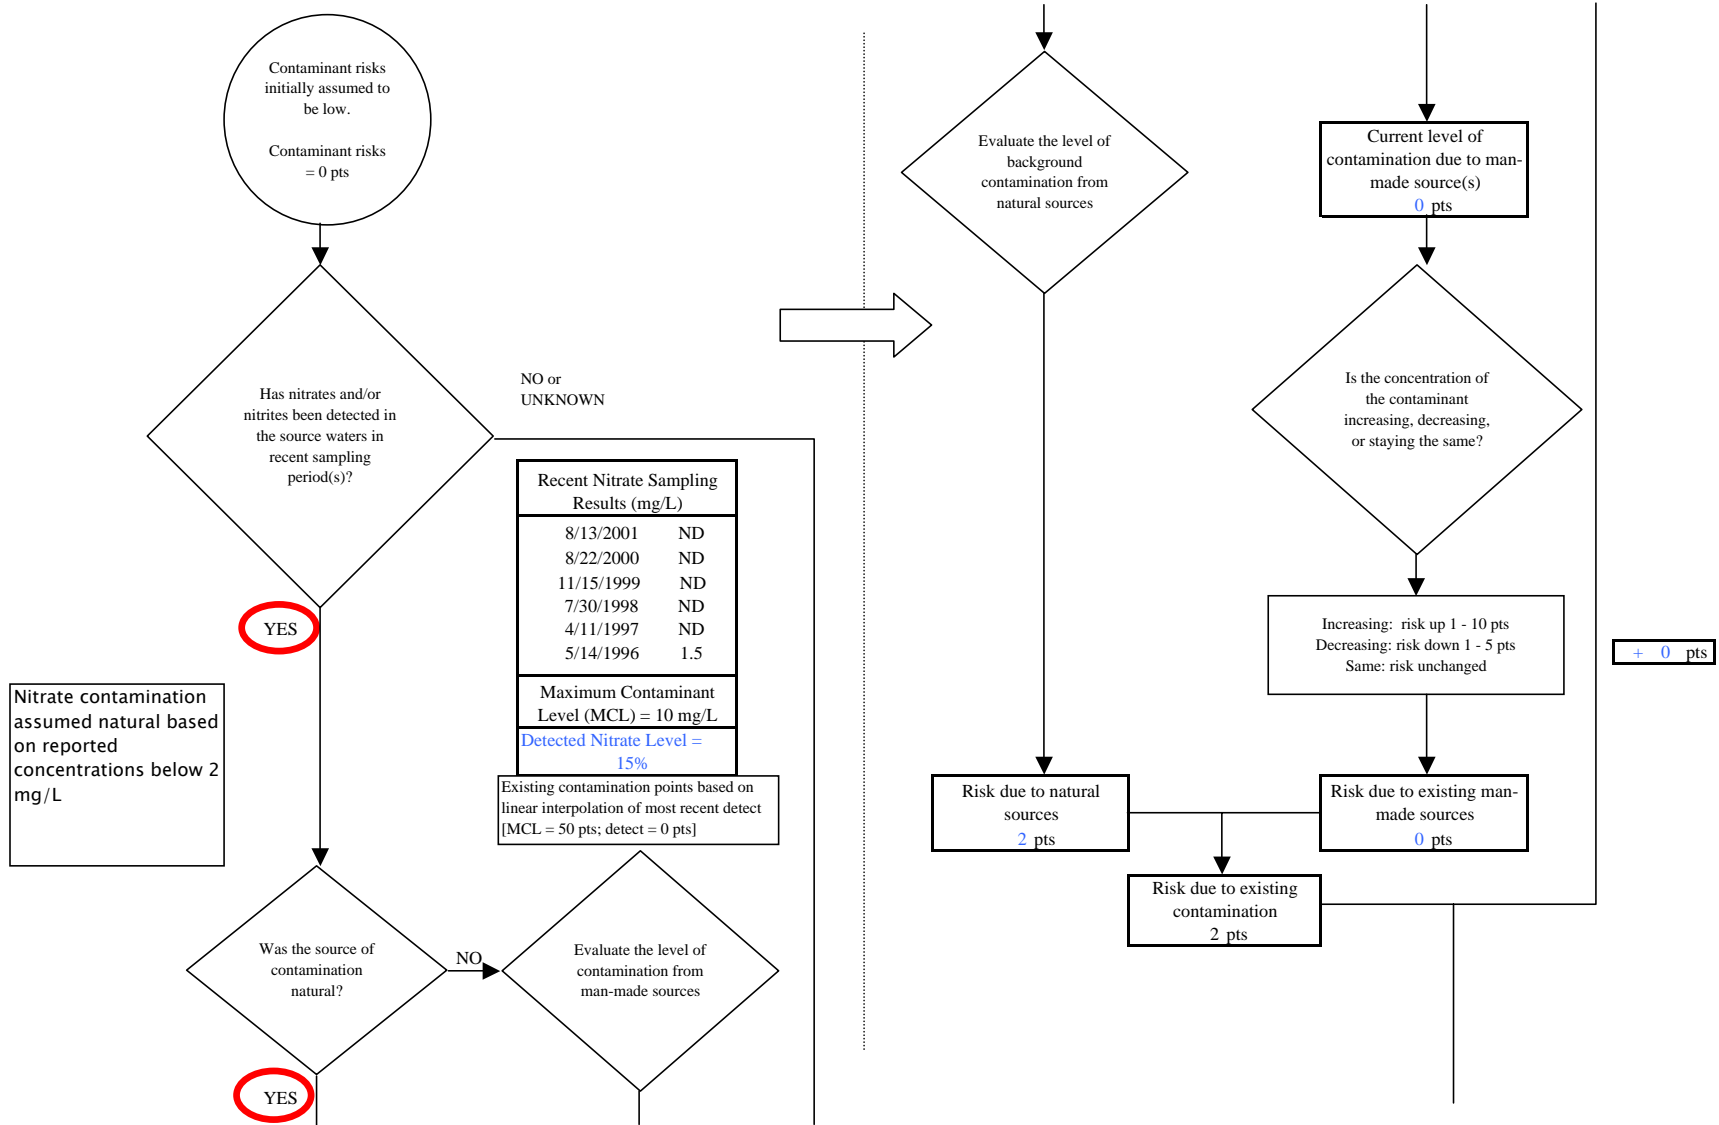 Contaminant risks
initially assumed to
be low.
Contaminant risks
= 0 pts
Has nitrates and/or
nitrites been detected in
the source waters in
recent sampling
period(s)?
NO or
UNKNOWN
YES
Recent Nitrate Sampling
Results (mg/L)
8/13/2001 ND
8/22/2000 ND
11/15/1999 ND
7/30/1998 ND
4/11/1997 ND
5/14/1996 1.5
Maximum Contaminant
Level (MCL) = 10 mg/L
Detected Nitrate Level =
15%
Existing contamination points based on
linear interpolation of most recent detect
[MCL = 50 pts; detect = 0 pts]
Nitrate contamination
assumed natural based
on reported
concentrations below 2
mg/L
Was the source of
contamination
natural?
NO
YES
Evaluate the level of
contamination from
man-made sources
Evaluate the level of
background
contamination from
natural sources
Current level of
contamination due to man-
made source(s)
0 pts
Is the concentration of
the contaminant
increasing, decreasing,
or staying the same?
Increasing: risk up 1 - 10 pts
Decreasing: risk down 1 - 5 pts
Same: risk unchanged
+ 0 pts
Risk due to natural
sources
2 pts
Risk due to existing man-
made sources
0 pts
Risk due to existing
contamination
2 pts